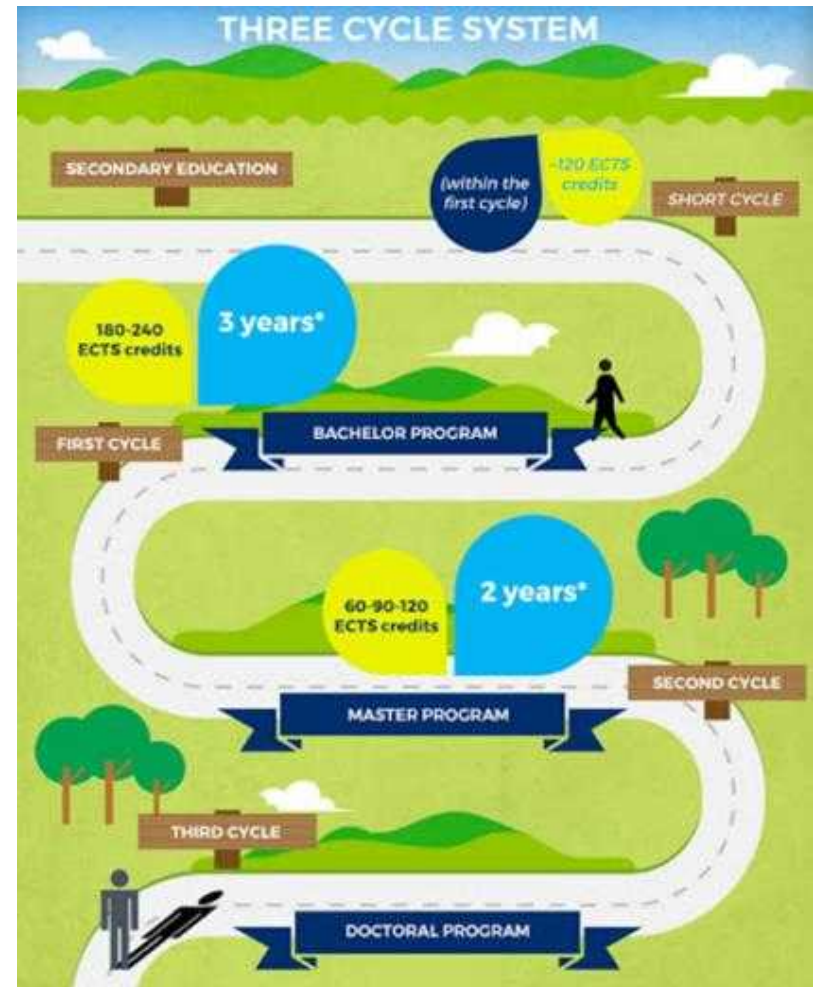 THREE CYCLE SYSTEM
SECONDARY EDUCATION
(within the
first cycle)
~120 ECTS
credits
SHORT CYCLE
180-240
ECTS credits
3 years*
FIRST CYCLE
BACHELOR PROGRAM
60-90-120
ECTS credits
2 years*
SECOND CYCLE
MASTER PROGRAM
THIRD CYCLE
DOCTORAL PROGRAM